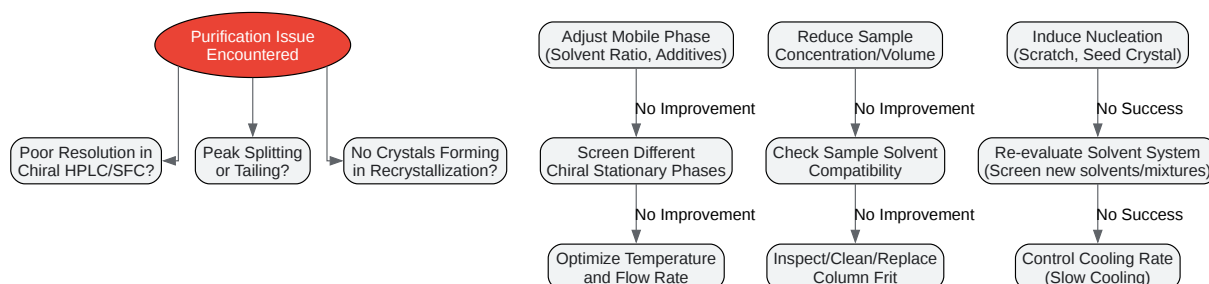 Purification Issue
Encountered
Poor Resolution in
Chiral HPLC/SFC?
Peak Splitting
or Tailing?
No Crystals Forming
in Recrystallization?
Adjust Mobile Phase
(Solvent Ratio, Additives)
No Improvement
Screen Different
Chiral Stationary Phases
No Improvement
Optimize Temperature
and Flow Rate
Reduce Sample
Concentration/Volume
No Improvement
Check Sample Solvent
Compatibility
No Improvement
Inspect/Clean/Replace
Column Frit
Induce Nucleation
(Scratch, Seed Crystal)
No Success
Re-evaluate Solvent System
(Screen new solvents/mixtures)
No Success
Control Cooling Rate
(Slow Cooling)